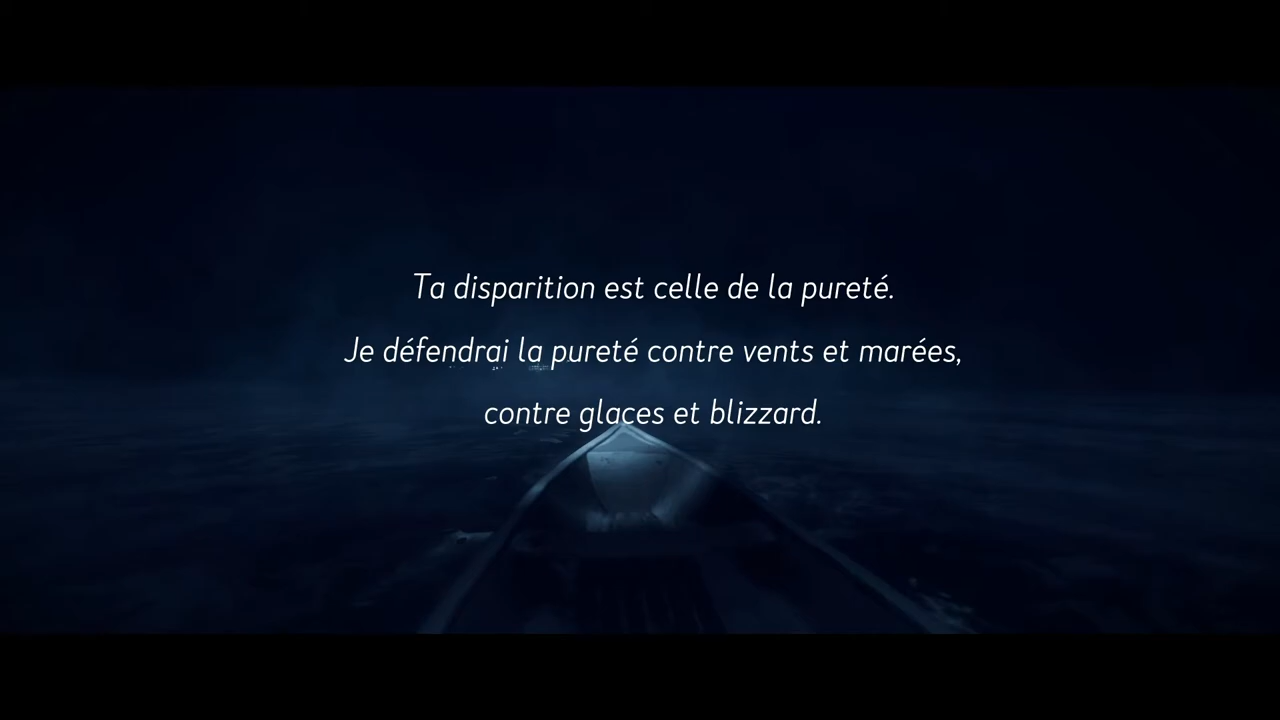 Ta disparition est celle de la pureté.
Je défendrai la pureté contre vents et marées,
contre glaces et blizzard.